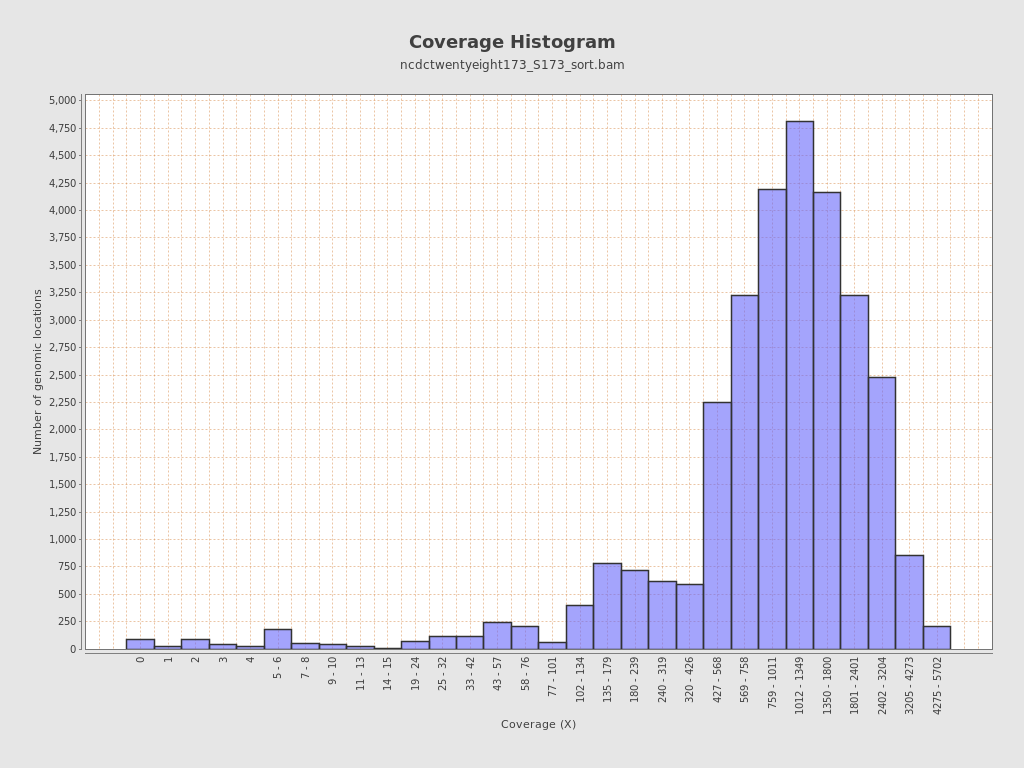 Coverage Histogram
ncdctwentyeight173_S173_sort.bam
5,000
4,750
4,500
4,250
4,000
3,750
3,500
3,250
3,000
2,750
2,500
2,250
2,000
1,750
1,500
1,250
1,000
750
500
250
0
Number of genomic locations
0
1
2
3
4
5 - 6
7 - 8
9 - 10
11 - 13
14 - 15
19 - 24
25 - 32
33 - 42
43 - 57
58 - 76
77 - 101
102 - 134
135 - 179
180 - 239
240 - 319
320 - 426
427 - 568
569 - 758
759 - 1011
1012 - 1349
1350 - 1800
1801 - 2401
2402 - 3204
3205 - 4273
4275 - 5702
Coverage (X)